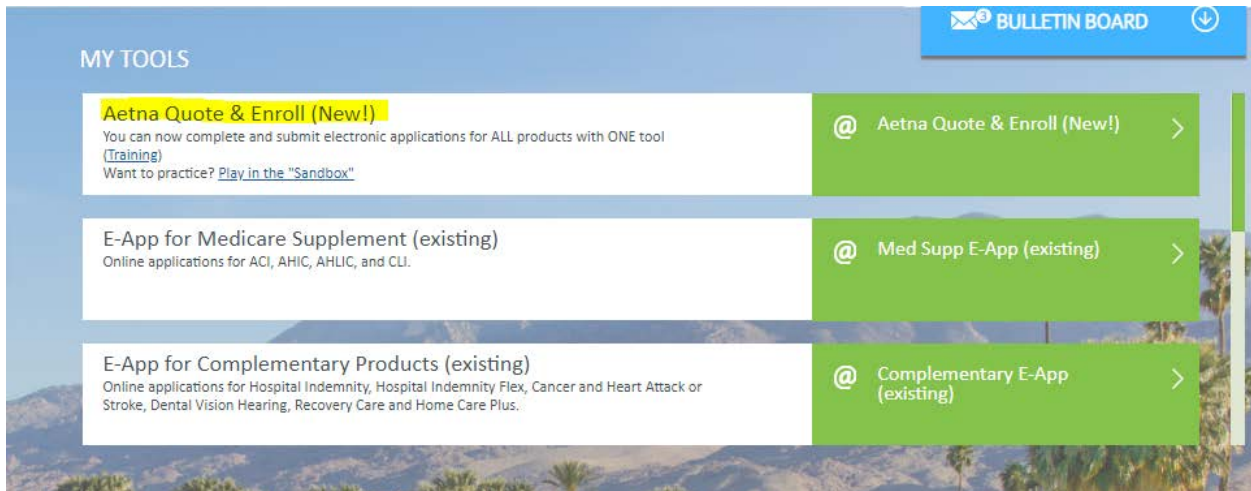 3 BULLETIN BOARD
MY TOOLS
Aetna Quote & Enroll (New!)
You can now complete and submit electronic applications for ALL products with ONE tool
(Training)
Want to practice? Play in the "Sandbox"
@ Aetna Quote & Enroll (New!)
E-App for Medicare Supplement (existing)
Online applications for ACI, AHIC, AHLIC, and CLI.
@ Med Supp E-App (existing)
E-App for Complementary Products (existing)
Online applications for Hospital Indemnity, Hospital Indemnity Flex, Cancer and Heart Attack or
Stroke, Dental Vision Hearing, Recovery Care and Home Care Plus.
@ Complementary E-App
(existing)